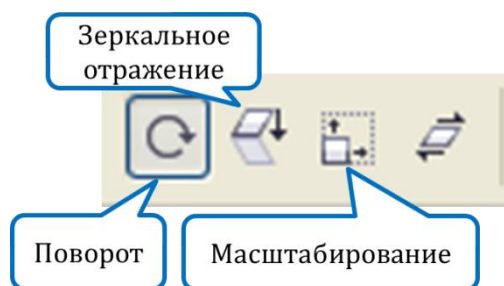 Зеркальное
отражение
Поворот
Масштабирование